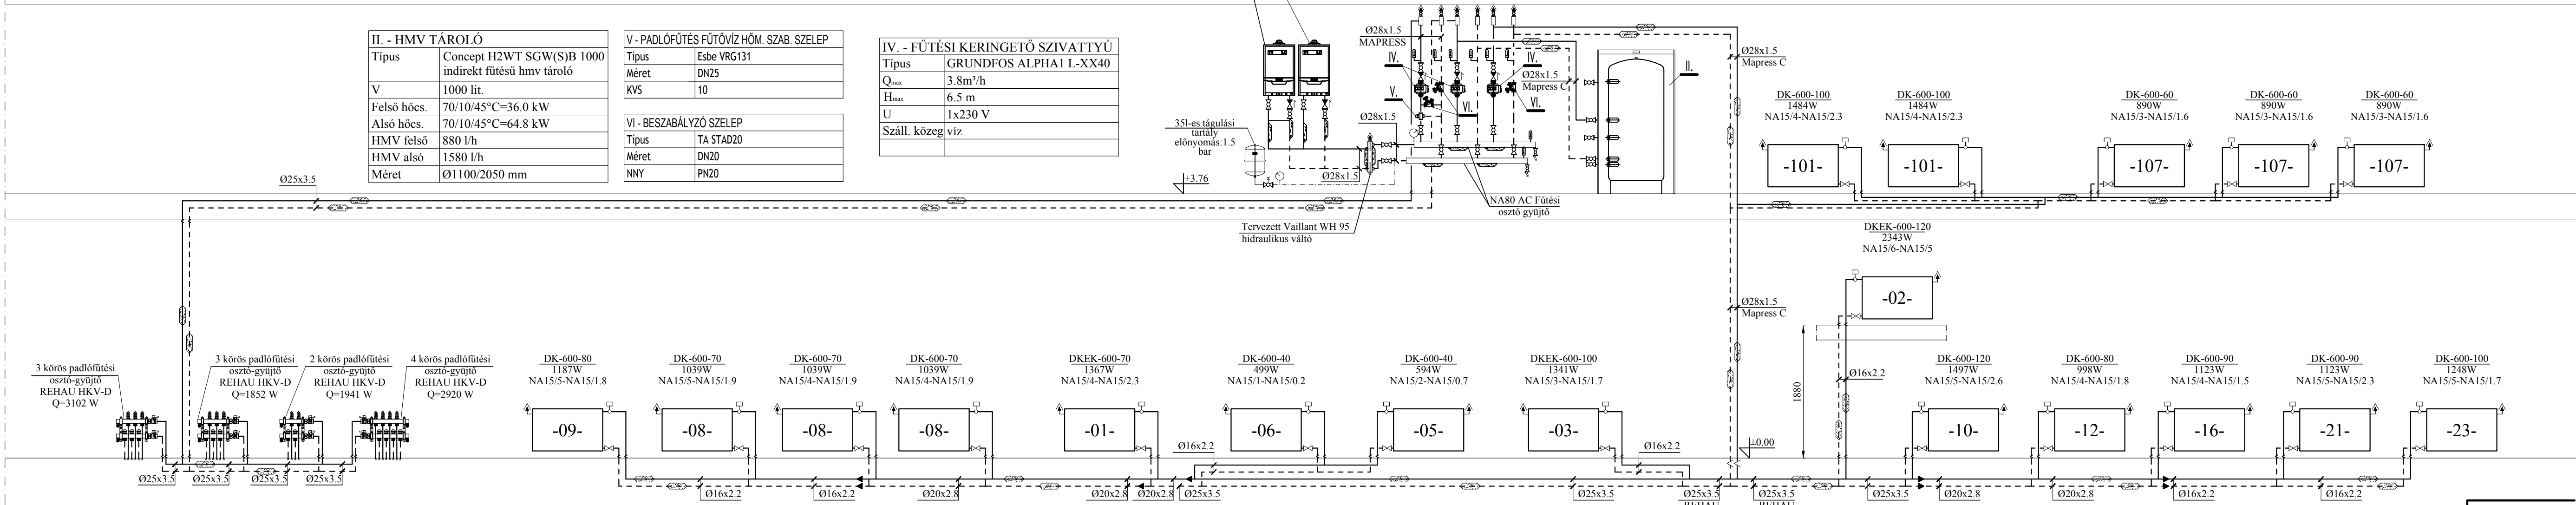 II. - HMV TÁROLÓ
Típus Concept H2WT SGW(S)B 1000
indirekt fűtésű hmv tároló
V 1000 lit.
Felső hőcs. 70/10/45°C=36.0 kW
Alsó hőcs. 70/10/45°C=64.8 kW
HMV felső 880 l/h
HMV alsó 1580 l/h
Méret Ø1100/2050 mm
V - PADLÓFŰTÉS FŰTŐVÍZ HŐM. SZAB. SZELEP
Típus Esbe VRG131
Méret DN25
KVS 10
VI - BESZABÁLYZÓ SZELEP
Típus TA STAD20
Méret DN20
NNY PN20
IV. - FŰTÉSI KERINGETŐ SZIVATTYÚ
Típus GRUNDFOS ALPHA1 L-XX40
Qmax 3.8m³/h
Hmax 6.5 m
U 1x230 V
Száll. közeg víz
35l-es tágulási
tartály
előnyomás:1.5
bar
+3.76
Ø28x1.5
MAPRESS
IV.
IV.
V.
VI.
VI.
Ø28x1.5
Mapress C
Ø28x1.5
Ø28x1.5
II.
NA80 AC Fűtési
osztó gyüjtő
Tervezett Vaillant WH 95
hidraulikus váltó
Ø28x1.5
Mapress C
DK-600-100
1484W
NA15/4-NA15/2.3
-101-
DK-600-100
1484W
NA15/4-NA15/2.3
-101-
DK-600-60
890W
NA15/3-NA15/1.6
-107-
DK-600-60
890W
NA15/3-NA15/1.6
-107-
DK-600-60
890W
NA15/3-NA15/1.6
-107-
Ø25x3.5
DKEK-600-120
2343W
NA15/6-NA15/5
-02-
Ø28x1.5
Mapress C
3 körös padlófűtési
osztó-gyüjtő
REHAU HKV-D
Q=3102 W
3 körös padlófűtési
osztó-gyüjtő
REHAU HKV-D
Q=1852 W
2 körös padlófűtési
osztó-gyüjtő
REHAU HKV-D
Q=1941 W
4 körös padlófűtési
osztó-gyüjtő
REHAU HKV-D
Q=2920 W
DK-600-80
1187W
NA15/5-NA15/1.8
-09-
DK-600-70
1039W
NA15/5-NA15/1.9
-08-
DK-600-70
1039W
NA15/4-NA15/1.9
-08-
DK-600-70
1039W
NA15/4-NA15/1.9
-08-
DKEK-600-70
1367W
NA15/4-NA15/2.3
-01-
DK-600-40
499W
NA15/1-NA15/0.2
-06-
DK-600-40
594W
NA15/2-NA15/0.7
-05-
DKEK-600-100
1341W
NA15/3-NA15/1.7
-03-
1880
Ø16x2.2
DK-600-120
1497W
NA15/5-NA15/2.6
-10-
DK-600-80
998W
NA15/4-NA15/1.8
-12-
DK-600-90
1123W
NA15/4-NA15/1.5
-16-
DK-600-90
1123W
NA15/5-NA15/2.3
-21-
DK-600-100
1248W
NA15/5-NA15/1.7
-23-
Ø16x2.2
Ø16x2.2
±0.00
Ø25x3.5
Ø25x3.5
Ø25x3.5
Ø25x3.5
Ø16x2.2
Ø16x2.2
Ø20x2.8
Ø20x2.8
Ø20x2.8
Ø25x3.5
Ø25x3.5
Ø25x3.5
REHAU
Ø25x3.5
REHAU
Ø25x3.5
Ø20x2.8
Ø20x2.8
Ø16x2.2
Ø16x2.2